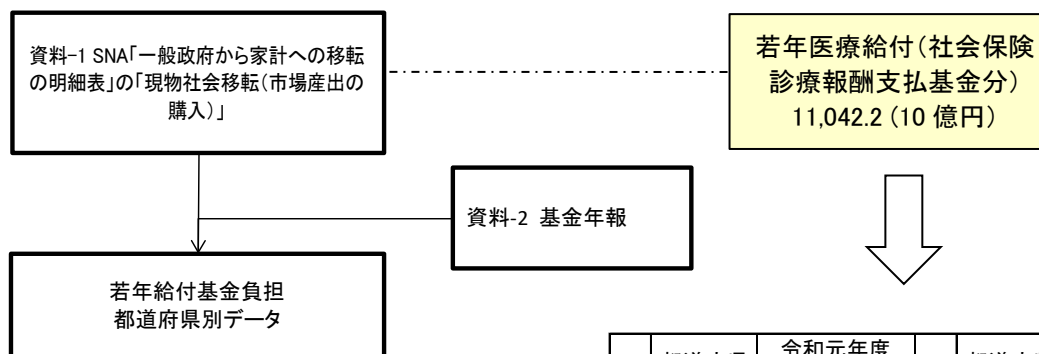 資料-1 SNA「一般政府から家計への移転
の明細表」の「現物社会移転(市場産出の
購入)」
若年医療給付(社会保険
診療報酬支払基金分)
11,042.2 (10 億円)
資料-2 基金年報
若年給付基金負担
都道府県別データ
令和元年度